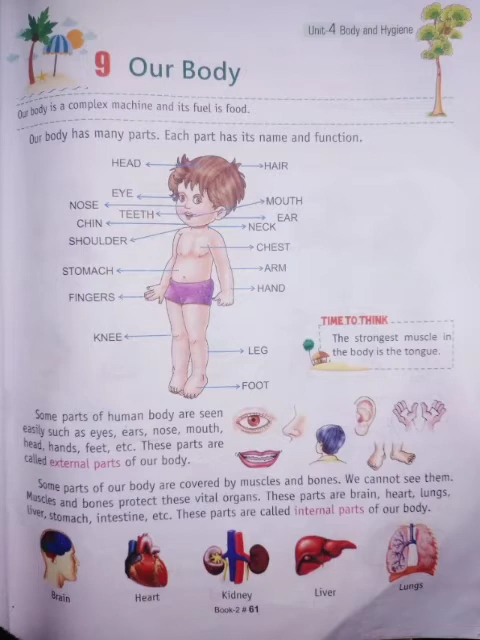 Unit-4 Body and Hygiene
9 Our Body
Our body is a complex machine and its fuel is food.
Our body has many parts. Each part has its name and function.
HEAD
HAIR
EYE
NOSE
MOUTH
TEETH
EAR
CHIN
NECK
SHOULDER
CHEST
STOMACH
ARM
FINGERS
HAND
KNEE
LEG
FOOT
TIME TO THINK
The strongest muscle in
the body is the tongue.
Some parts of human body are seen
easily such as eyes, ears, nose, mouth,
head, hands, feet, etc. These parts are
called external parts of our body.
Some parts of our body are covered by muscles and bones. We cannot see them.
Muscles and bones protect these vital organs. These parts are brain, heart, lungs,
liver, stomach, intestine, etc. These parts are called internal parts of our body.
Brain
Heart
Kidney
Liver
Lungs
Book-2 # 61